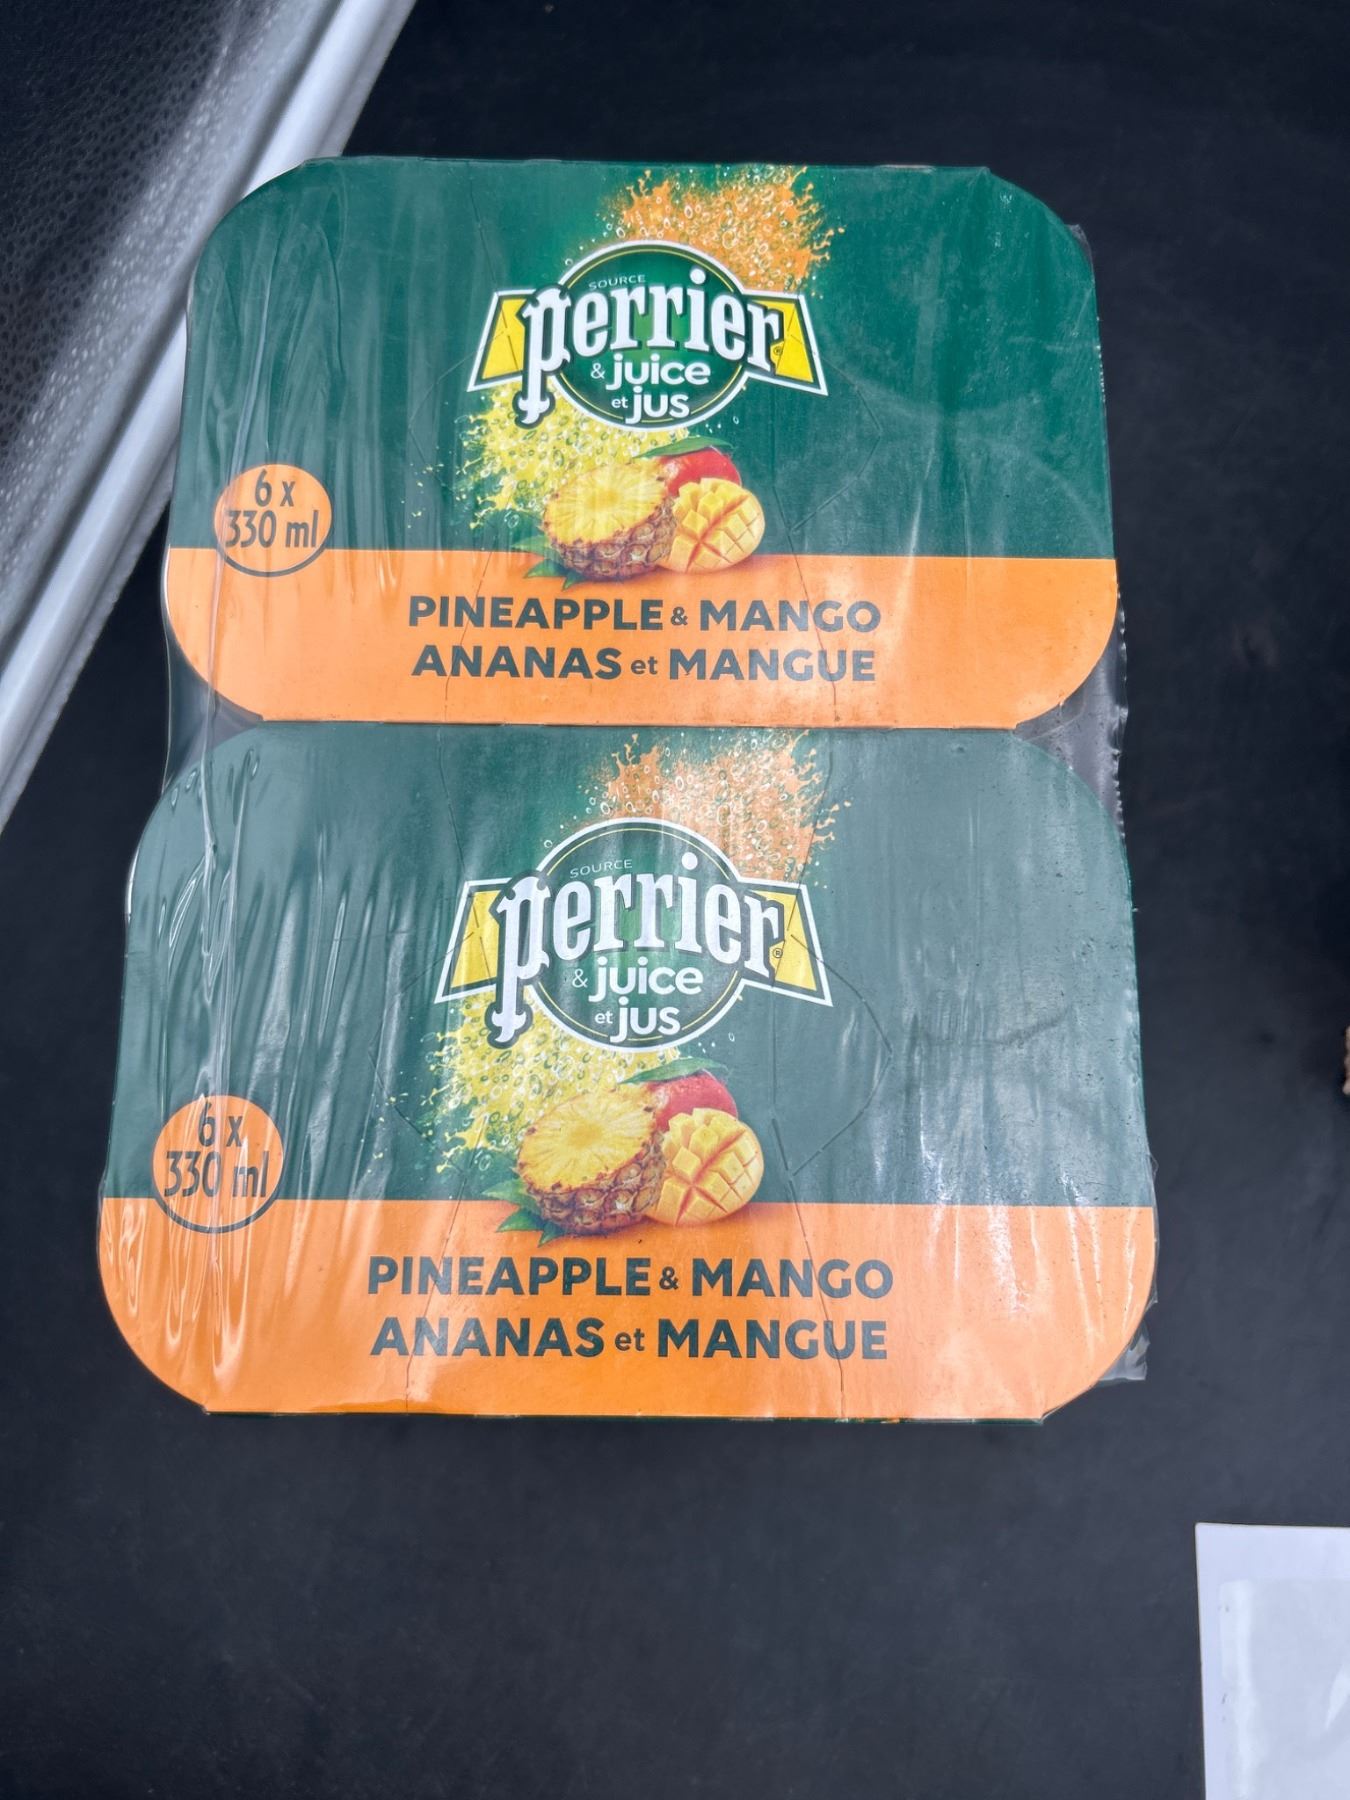 SOURCE
perrier®
& juice
et jus
6 x
330 ml
PINEAPPLE & MANGO
ANANAS et MANGUE
SOURCE
perrier®
& juice
et jus
6 x
330 ml
PINEAPPLE & MANGO
ANANAS et MANGUE